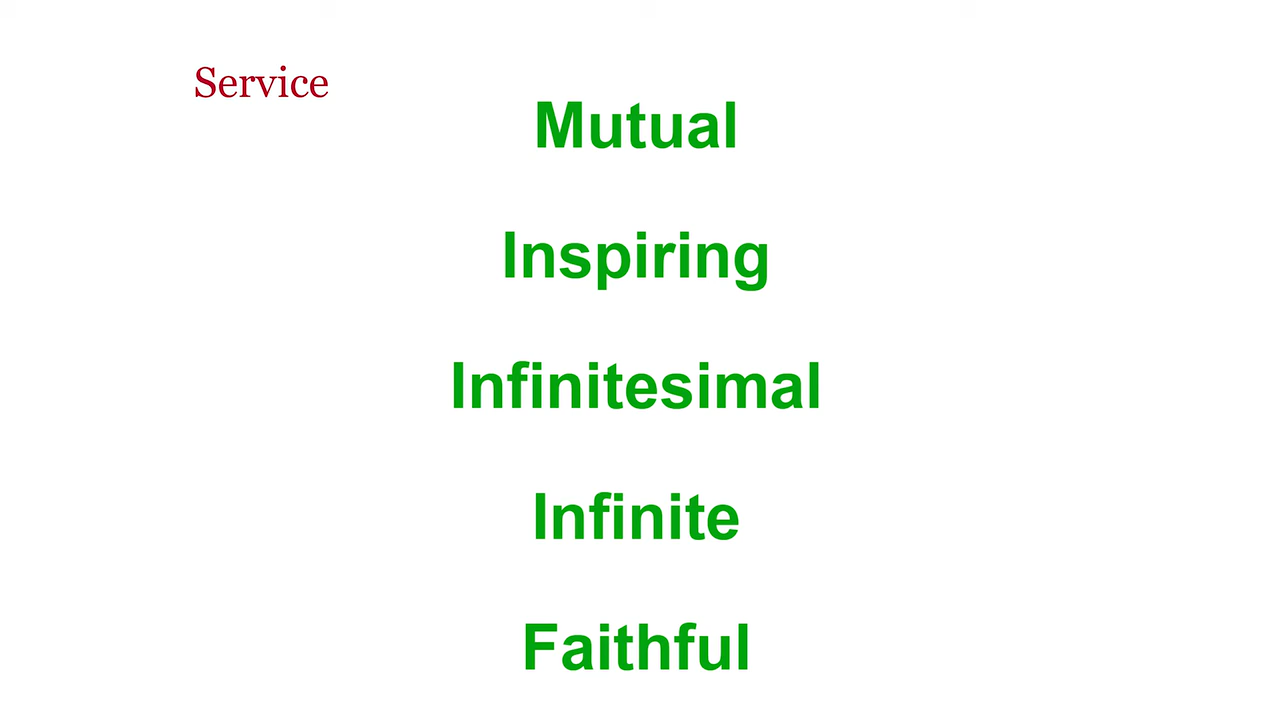 Service
Mutual
Inspiring
Infinitesimal
Infinite
Faithful